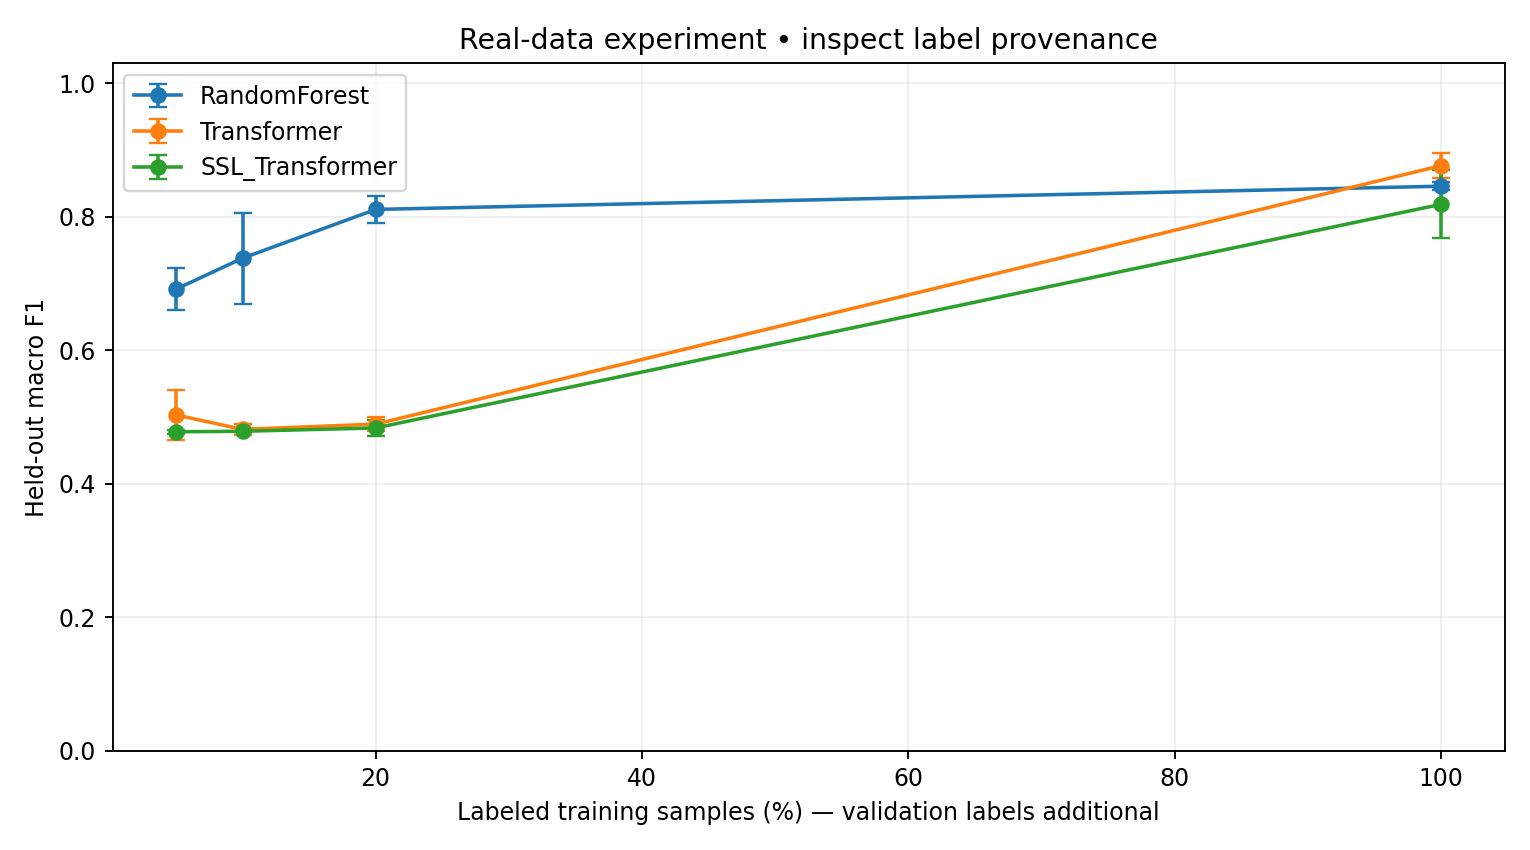 Real-data experiment • inspect label provenance
RandomForest
Transformer
SSL_Transformer
Held-out macro F1
1.0
0.8
0.6
0.4
0.2
0.0
20 40 60 80 100
Labeled training samples (%) — validation labels additional